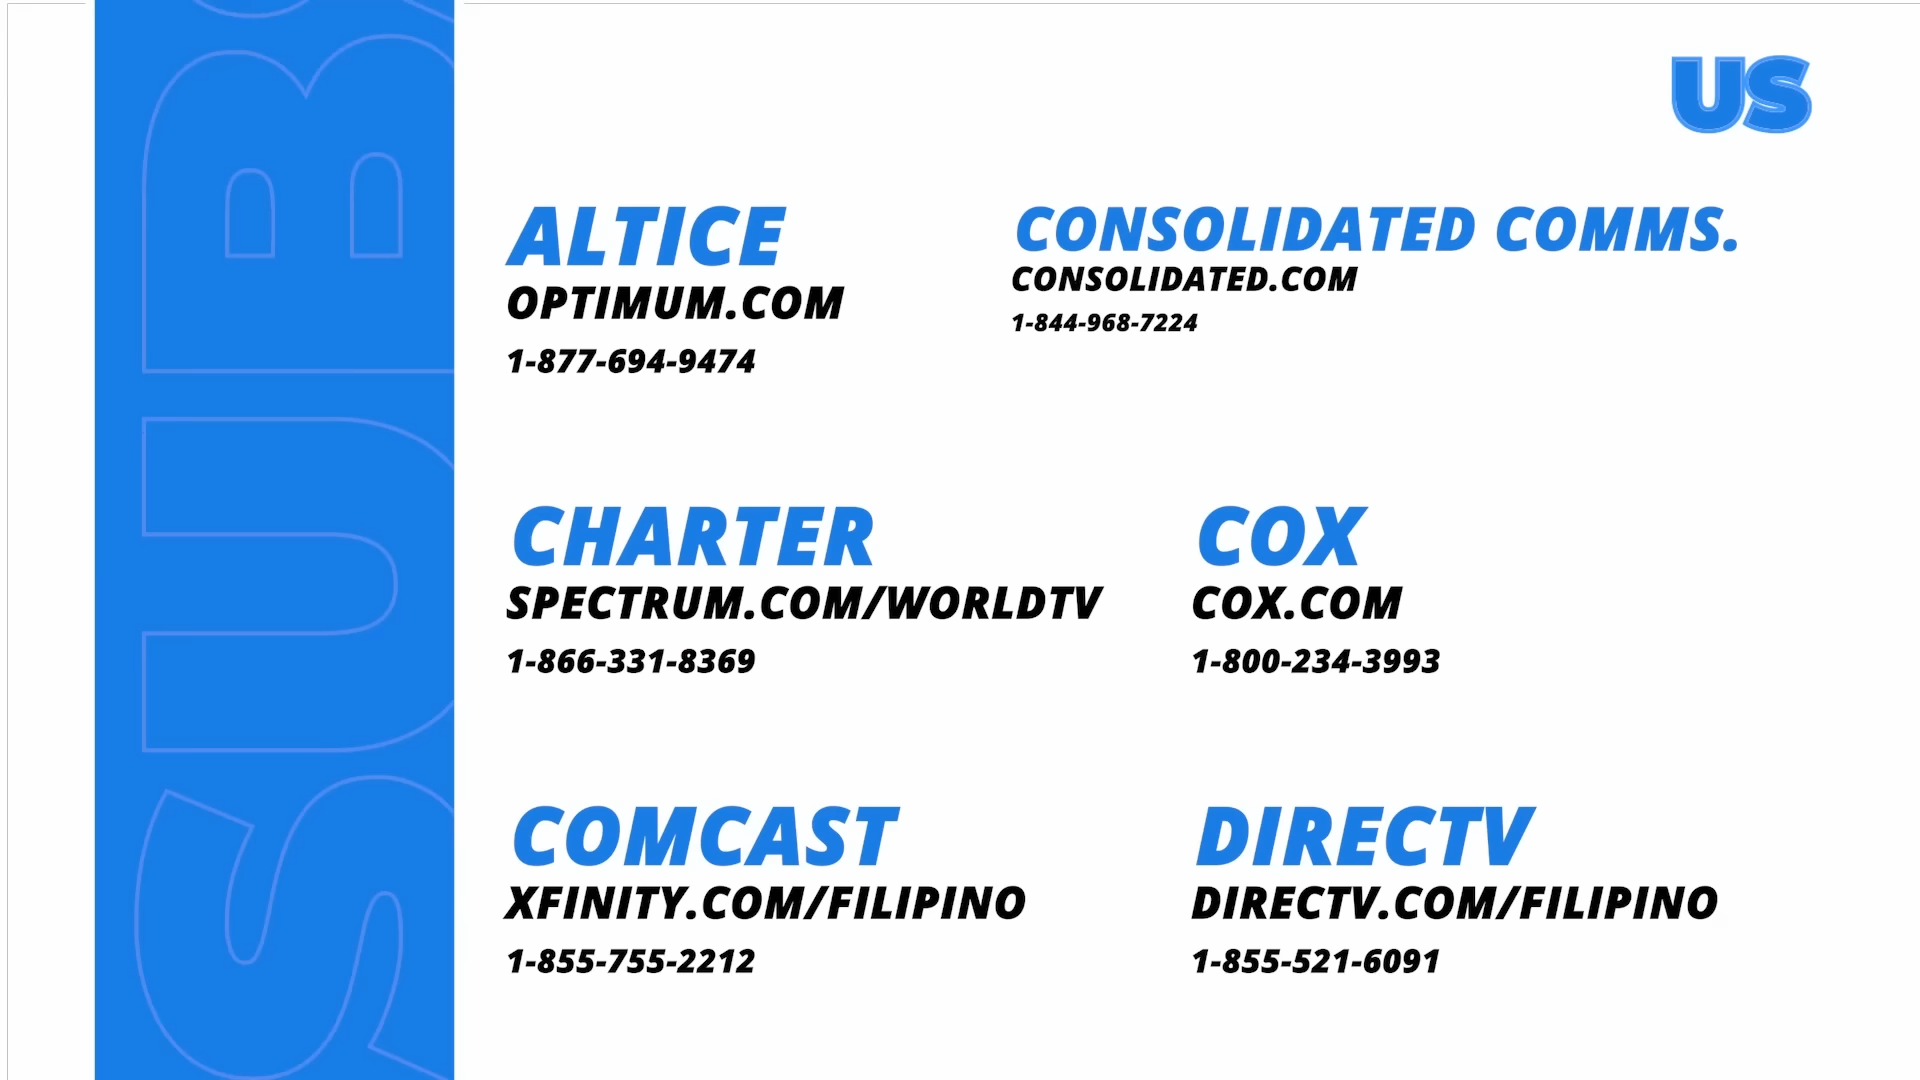 US
ALTICE
OPTIMUM.COM
1-877-694-9474
CONSOLIDATED COMMS.
CONSOLIDATED.COM
1-844-968-7224
CHARTER
SPECTRUM.COM/WORLDTV
1-866-331-8369
COX
COX.COM
1-800-234-3993
COMCAST
XFINITY.COM/FILIPINO
1-855-755-2212
DIRECTV
DIRECTV.COM/FILIPINO
1-855-521-6091
SUB